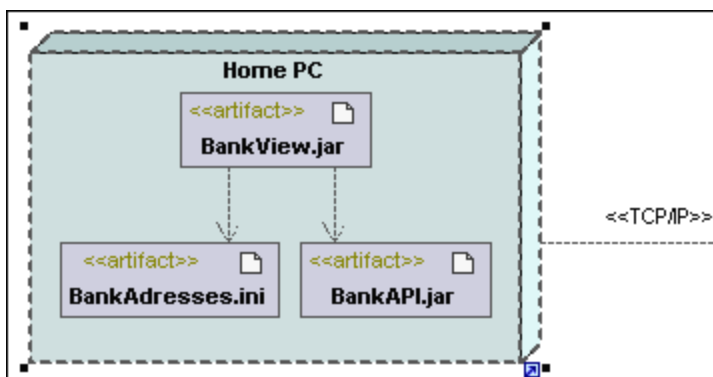 Home PC
<<artifact>>
BankView.jar
<<TCP/IP>>
<<artifact>>
<<artifact>>
BankAdresses.ini
BankAPI.jar